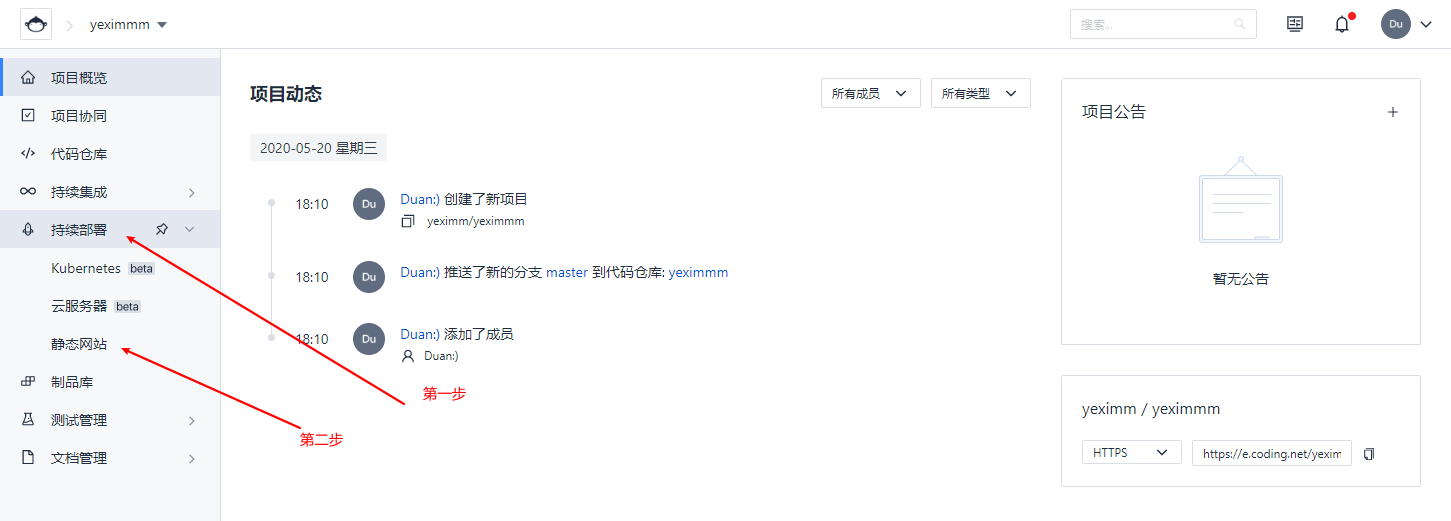 yeximmm
搜索...
Du
项目概览
项目协同
代码仓库
持续集成
持续部署
Kubernetes beta
云服务器 beta
静态网站
制品库
测试管理
文档管理
项目动态
所有成员
所有类型
2020-05-20 星期三
18:10
Du
Duan:) 创建了新项目
yeximm/yeximmm
18:10
Du
Duan:) 推送了新的分支 master 到代码仓库: yeximmm
18:10
Du
Duan:) 添加了成员
Duan:)
第一步
第二步
项目公告
暂无公告
yeximm / yeximmm
HTTPS
https://e.coding.net/yexim